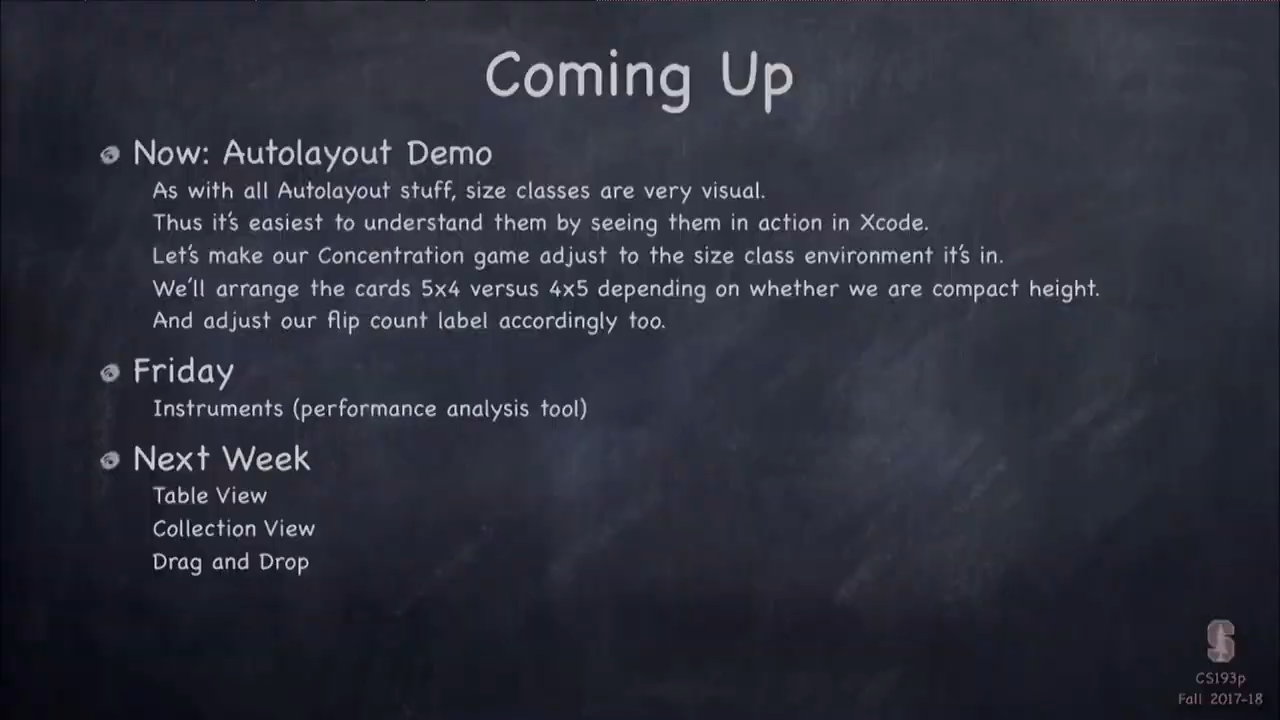 Coming Up
Now: Autolayout Demo
As with all Autolayout stuff, size classes are very visual.
Thus it's easiest to understand them by seeing them in action in Xcode.
Let's make our Concentration game adjust to the size class environment it's in.
We'll arrange the cards 5x4 versus 4x5 depending on whether we are compact height.
And adjust our flip count label accordingly too.
Friday
Instruments (performance analysis tool)
Next Week
Table View
Collection View
Drag and Drop
S
CS193p
Fall 2017-18